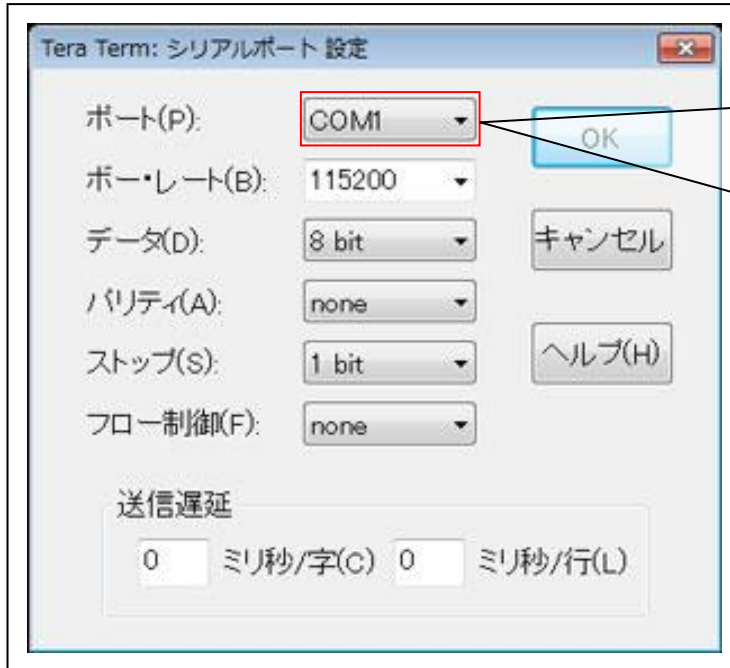 Tera Term: シリアルポート 設定
ポート(P): COM1
OK
ボー・レート(B): 115200
データ(D): 8 bit
キャンセル
パリティ(A): none
ストップ(S): 1 bit
ヘルプ(H)
フロー制御(F): none
送信遅延
0 ミリ秒/字(C) 0 ミリ秒/行(L)